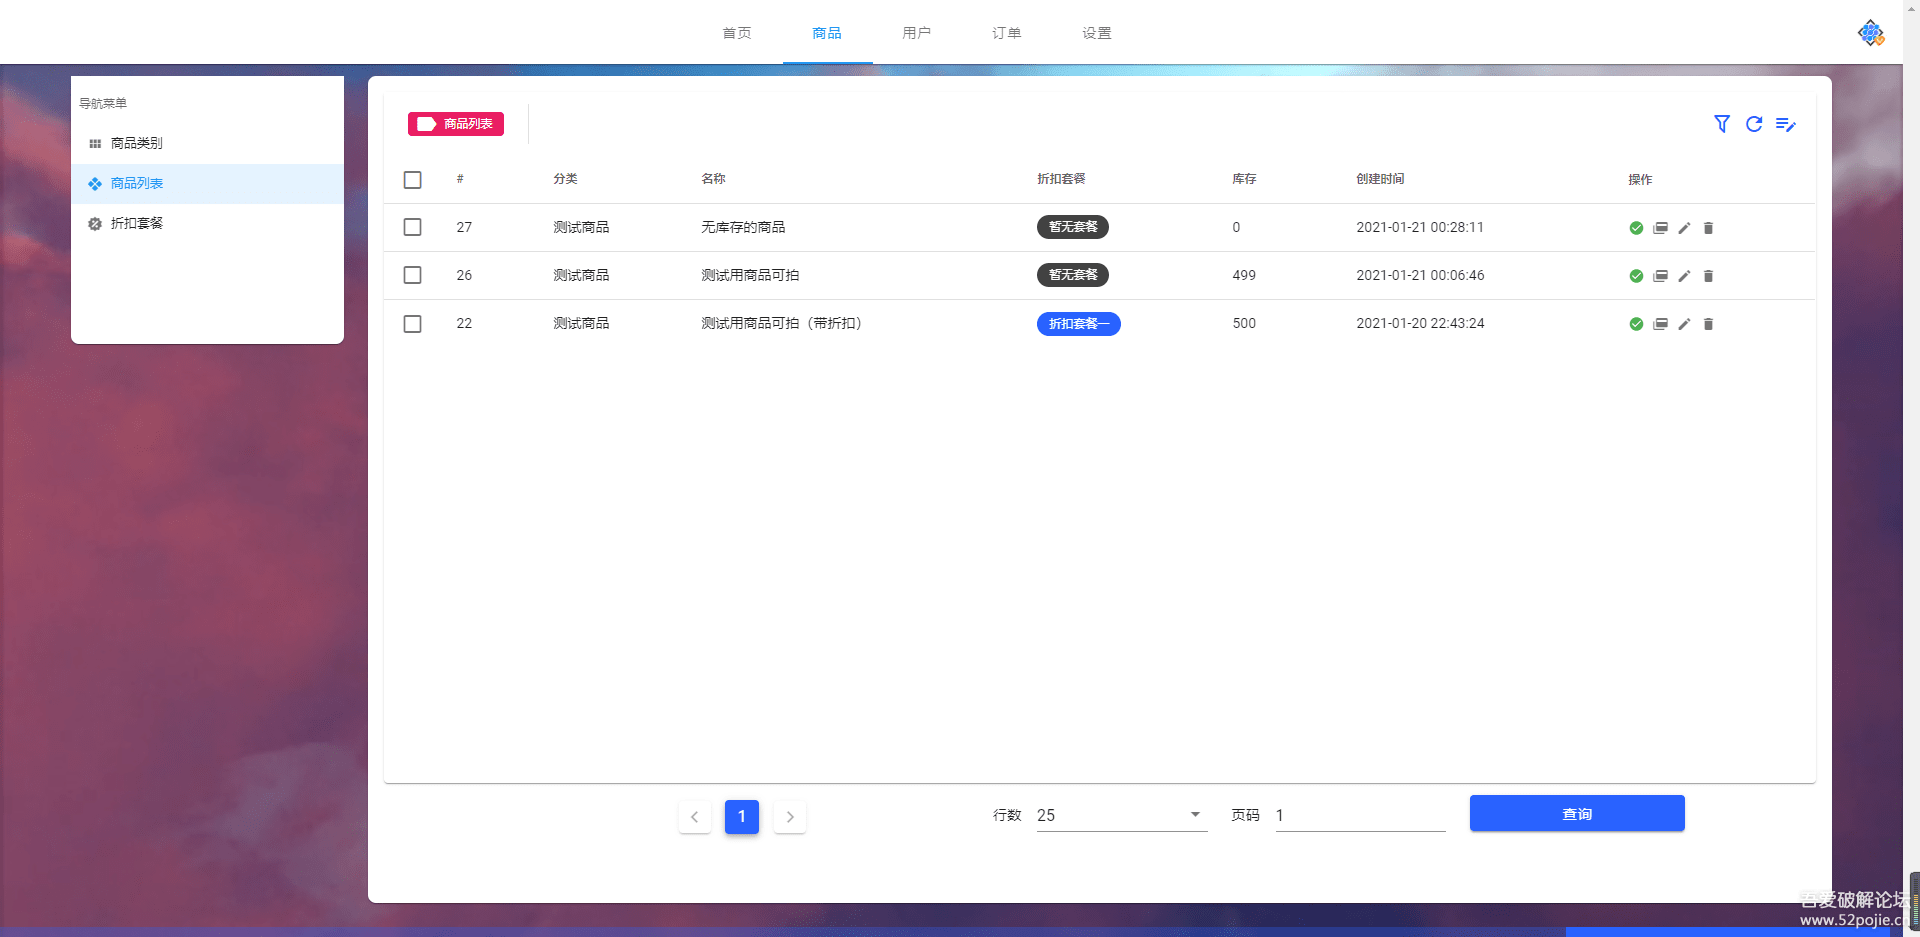 首页 商品 用户 订单 设置
导航菜单
商品类别
商品列表
折扣套餐
商品列表
# 分类 名称 折扣套餐 库存 创建时间 操作
27 测试商品 无库存的商品 暂无套餐 0 2021-01-21 00:28:11
26 测试商品 测试用商品可拍 暂无套餐 499 2021-01-21 00:06:46
22 测试商品 测试用商品可拍（带折扣） 折扣套餐一 500 2021-01-20 22:43:24
1 行数 25 页码 1 查询
吾爱破解论坛
www.52pojie.cn